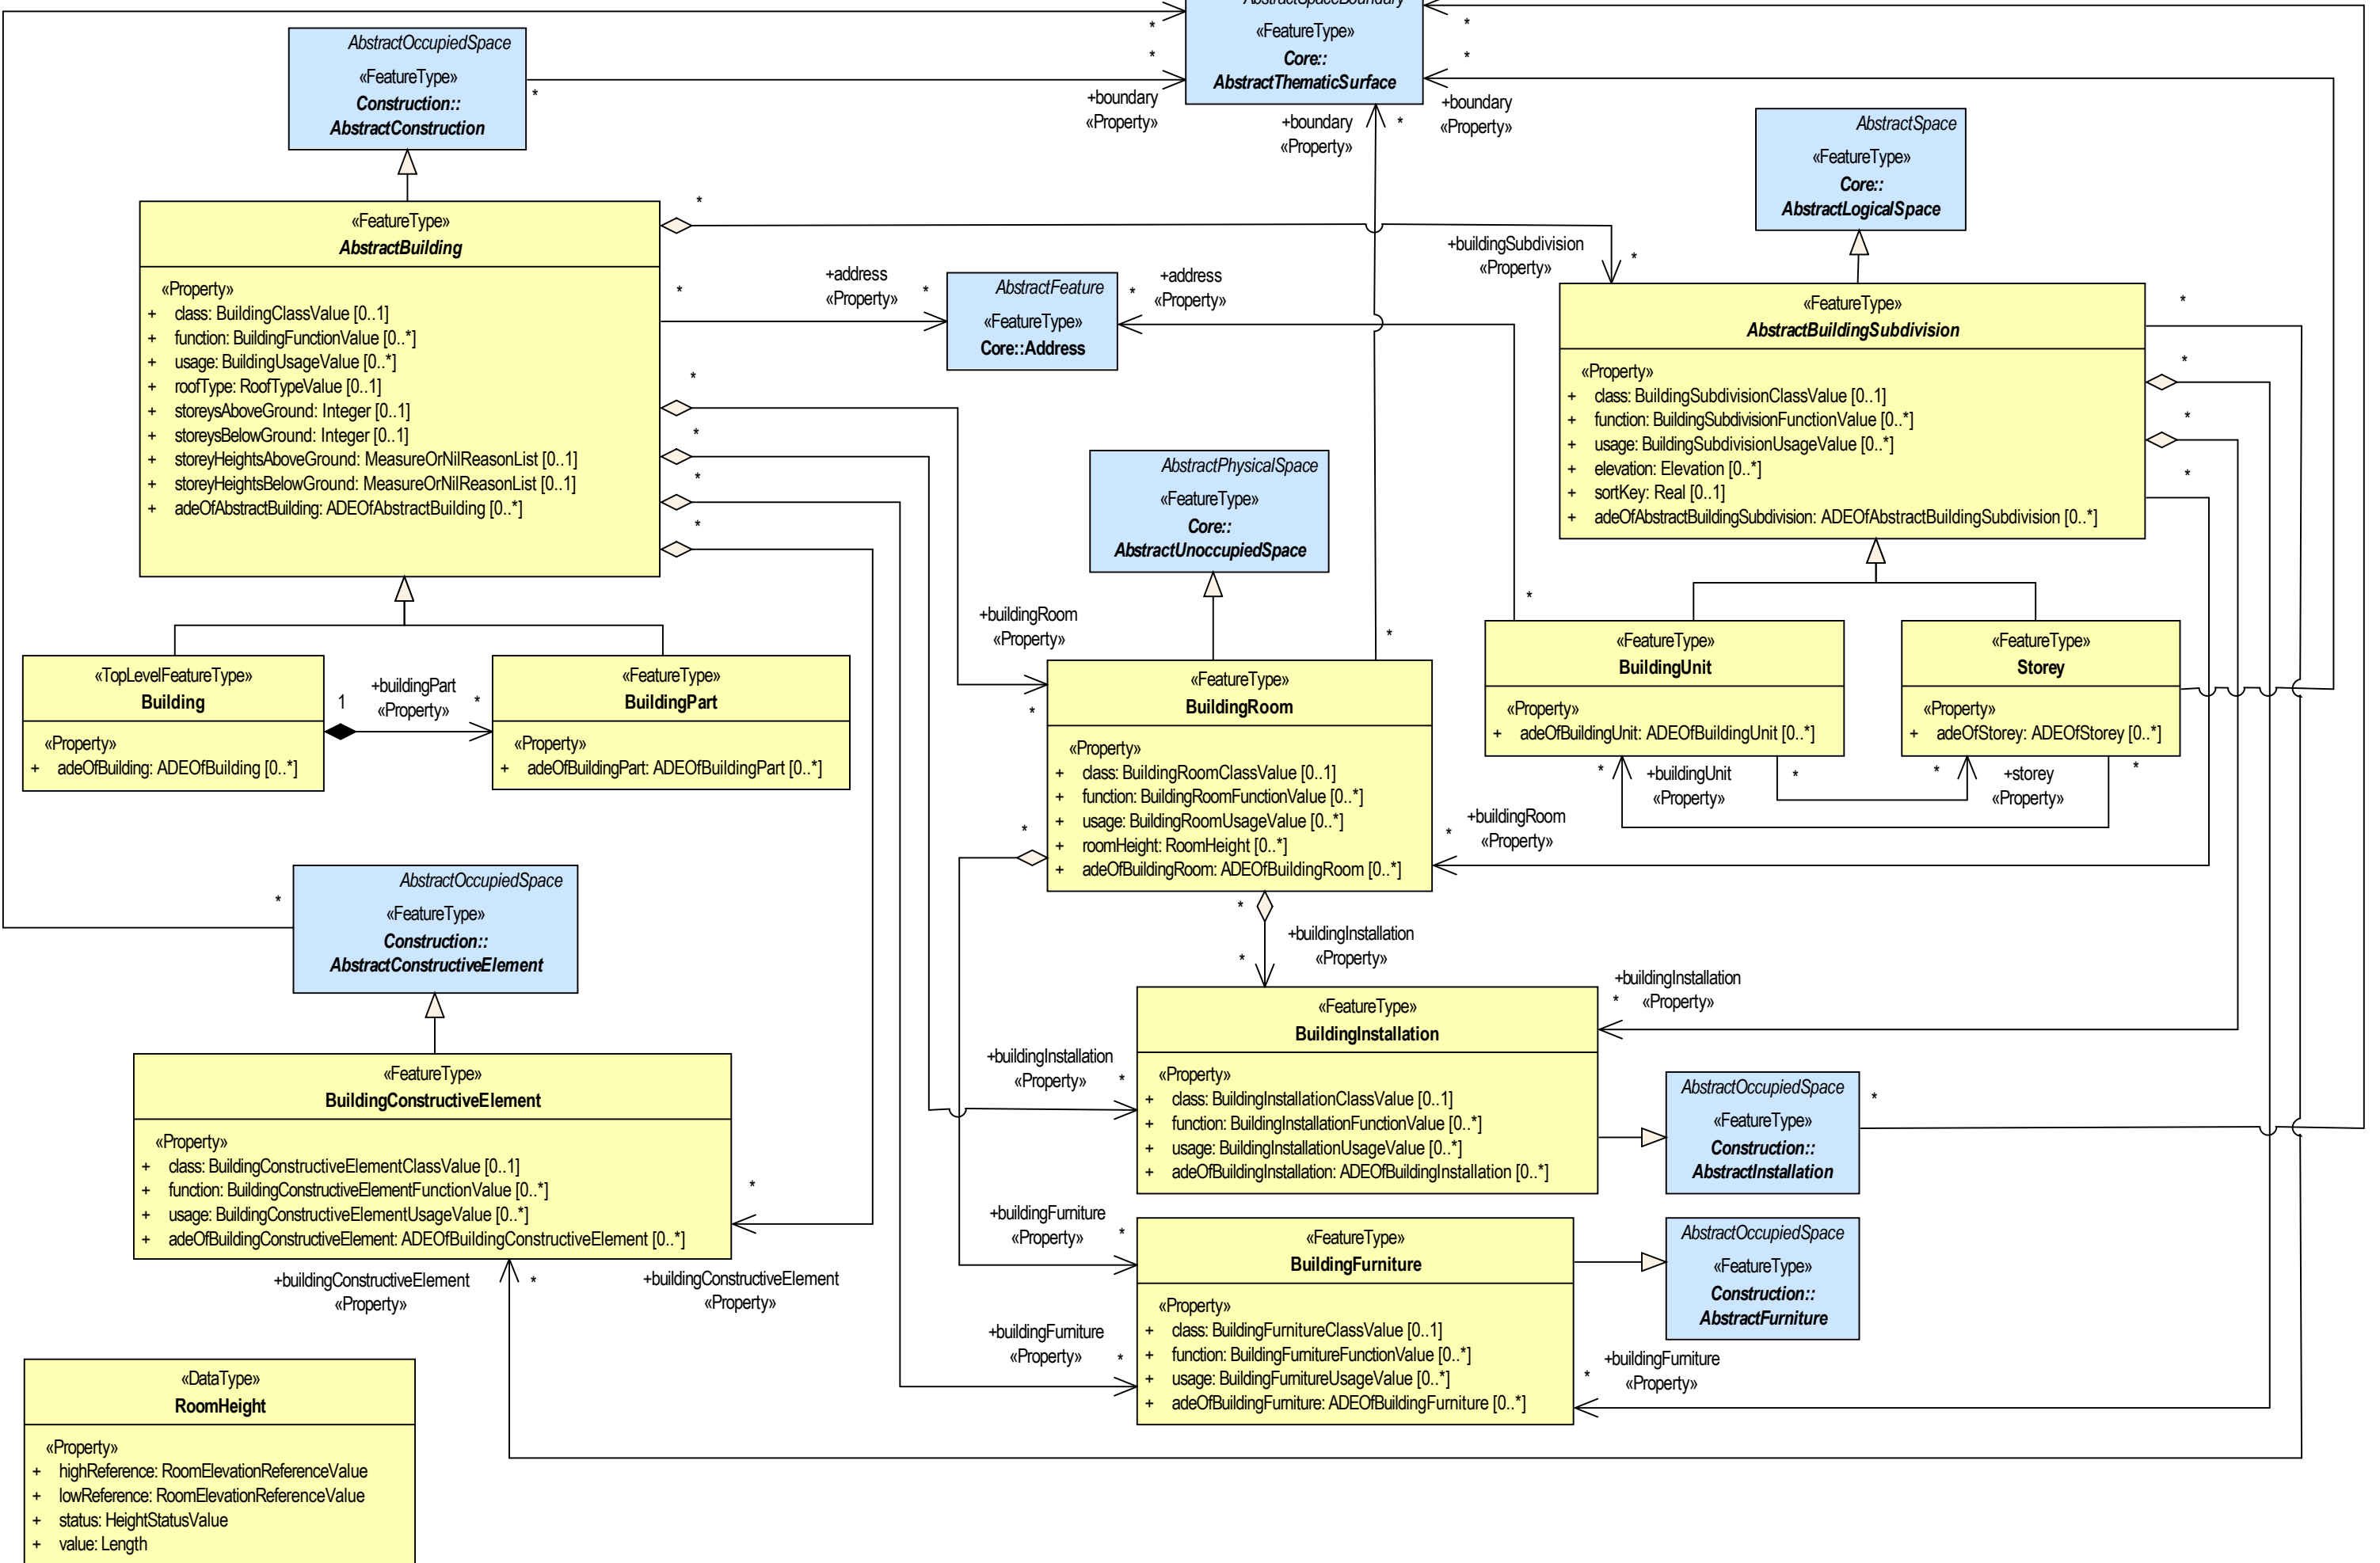 AbstractSpaceBoundary
«FeatureType»
Core::
AbstractThematicSurface
AbstractOccupiedSpace
«FeatureType»
Construction::
AbstractConstruction
*
*
*
*
*
+boundary
«Property»
+boundary
«Property»
*
+boundary
«Property»
AbstractSpace
«FeatureType»
Core::
AbstractLogicalSpace
«FeatureType»
AbstractBuilding
«Property»
+ class: BuildingClassValue [0..1]
+ function: BuildingFunctionValue [0..*]
+ usage: BuildingUsageValue [0..*]
+ roofType: RoofTypeValue [0..1]
+ storeysAboveGround: Integer [0..1]
+ storeysBelowGround: Integer [0..1]
+ storeyHeightsAboveGround: MeasureOrNilReasonList [0..1]
+ storeyHeightsBelowGround: MeasureOrNilReasonList [0..1]
+ adeOfAbstractBuilding: ADEOfAbstractBuilding [0..*]
*
*
*
*
*
*
+address
«Property»
*
AbstractFeature
«FeatureType»
Core::Address
*
+address
«Property»
+buildingSubdivision
«Property»
*
«FeatureType»
AbstractBuildingSubdivision
«Property»
+ class: BuildingSubdivisionClassValue [0..1]
+ function: BuildingSubdivisionFunctionValue [0..*]
+ usage: BuildingSubdivisionUsageValue [0..*]
+ elevation: Elevation [0..*]
+ sortKey: Real [0..1]
+ adeOfAbstractBuildingSubdivision: ADEOfAbstractBuildingSubdivision [0..*]
*
*
*
*
AbstractPhysicalSpace
«FeatureType»
Core::
AbstractUnoccupiedSpace
«TopLevelFeatureType»
Building
«Property»
+ adeOfBuilding: ADEOfBuilding [0..*]
1
+buildingPart
«Property»
*
«FeatureType»
BuildingPart
«Property»
+ adeOfBuildingPart: ADEOfBuildingPart [0..*]
+buildingRoom
«Property»
*
*
«FeatureType»
BuildingRoom
«Property»
+ class: BuildingRoomClassValue [0..1]
+ function: BuildingRoomFunctionValue [0..*]
+ usage: BuildingRoomUsageValue [0..*]
+ roomHeight: RoomHeight [0..*]
+ adeOfBuildingRoom: ADEOfBuildingRoom [0..*]
*
*
«FeatureType»
BuildingUnit
«Property»
+ adeOfBuildingUnit: ADEOfBuildingUnit [0..*]
«FeatureType»
Storey
«Property»
+ adeOfStorey: ADEOfStorey [0..*]
*
+buildingUnit
«Property»
*
*
+storey
«Property»
*
+buildingRoom
«Property»
*
*
AbstractOccupiedSpace
«FeatureType»
Construction::
AbstractConstructiveElement
*
+buildingInstallation
«Property»
*
+buildingInstallation
«Property»
*
«FeatureType»
BuildingConstructiveElement
«Property»
+ class: BuildingConstructiveElementClassValue [0..1]
+ function: BuildingConstructiveElementFunctionValue [0..*]
+ usage: BuildingConstructiveElementUsageValue [0..*]
+ adeOfBuildingConstructiveElement: ADEOfBuildingConstructiveElement [0..*]
*
+buildingInstallation
«Property»
*
«FeatureType»
BuildingInstallation
«Property»
+ class: BuildingInstallationClassValue [0..1]
+ function: BuildingInstallationFunctionValue [0..*]
+ usage: BuildingInstallationUsageValue [0..*]
+ adeOfBuildingInstallation: ADEOfBuildingInstallation [0..*]
AbstractOccupiedSpace
«FeatureType»
Construction::
AbstractInstallation
*
+buildingConstructiveElement
«Property»
*
+buildingConstructiveElement
«Property»
+buildingFurniture
«Property»
*
+buildingFurniture
«Property»
*
«FeatureType»
BuildingFurniture
«Property»
+ class: BuildingFurnitureClassValue [0..1]
+ function: BuildingFurnitureFunctionValue [0..*]
+ usage: BuildingFurnitureUsageValue [0..*]
+ adeOfBuildingFurniture: ADEOfBuildingFurniture [0..*]
AbstractOccupiedSpace
«FeatureType»
Construction::
AbstractFurniture
+buildingFurniture
«Property»
*
«DataType»
RoomHeight
«Property»
+ highReference: RoomElevationReferenceValue
+ lowReference: RoomElevationReferenceValue
+ status: HeightStatusValue
+ value: Length